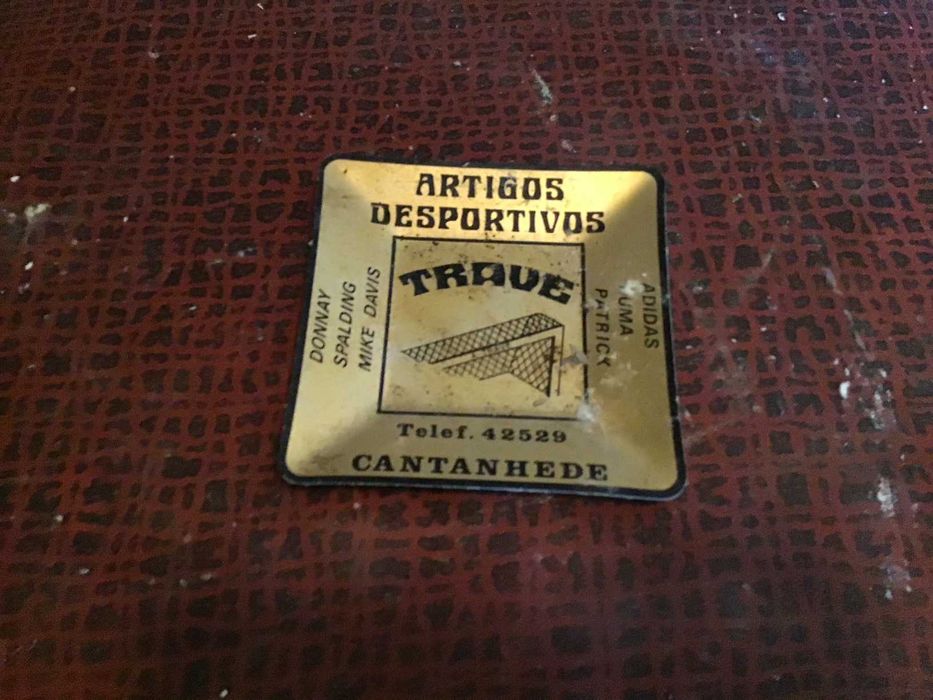 ARTIGOS
DESPORTIVOS
TRAVE
DONNAY
SPALDING
MIKE DAVIS
ADIDAS
PUMA
PATRICK
Telef. 42529
CANTANHEDE